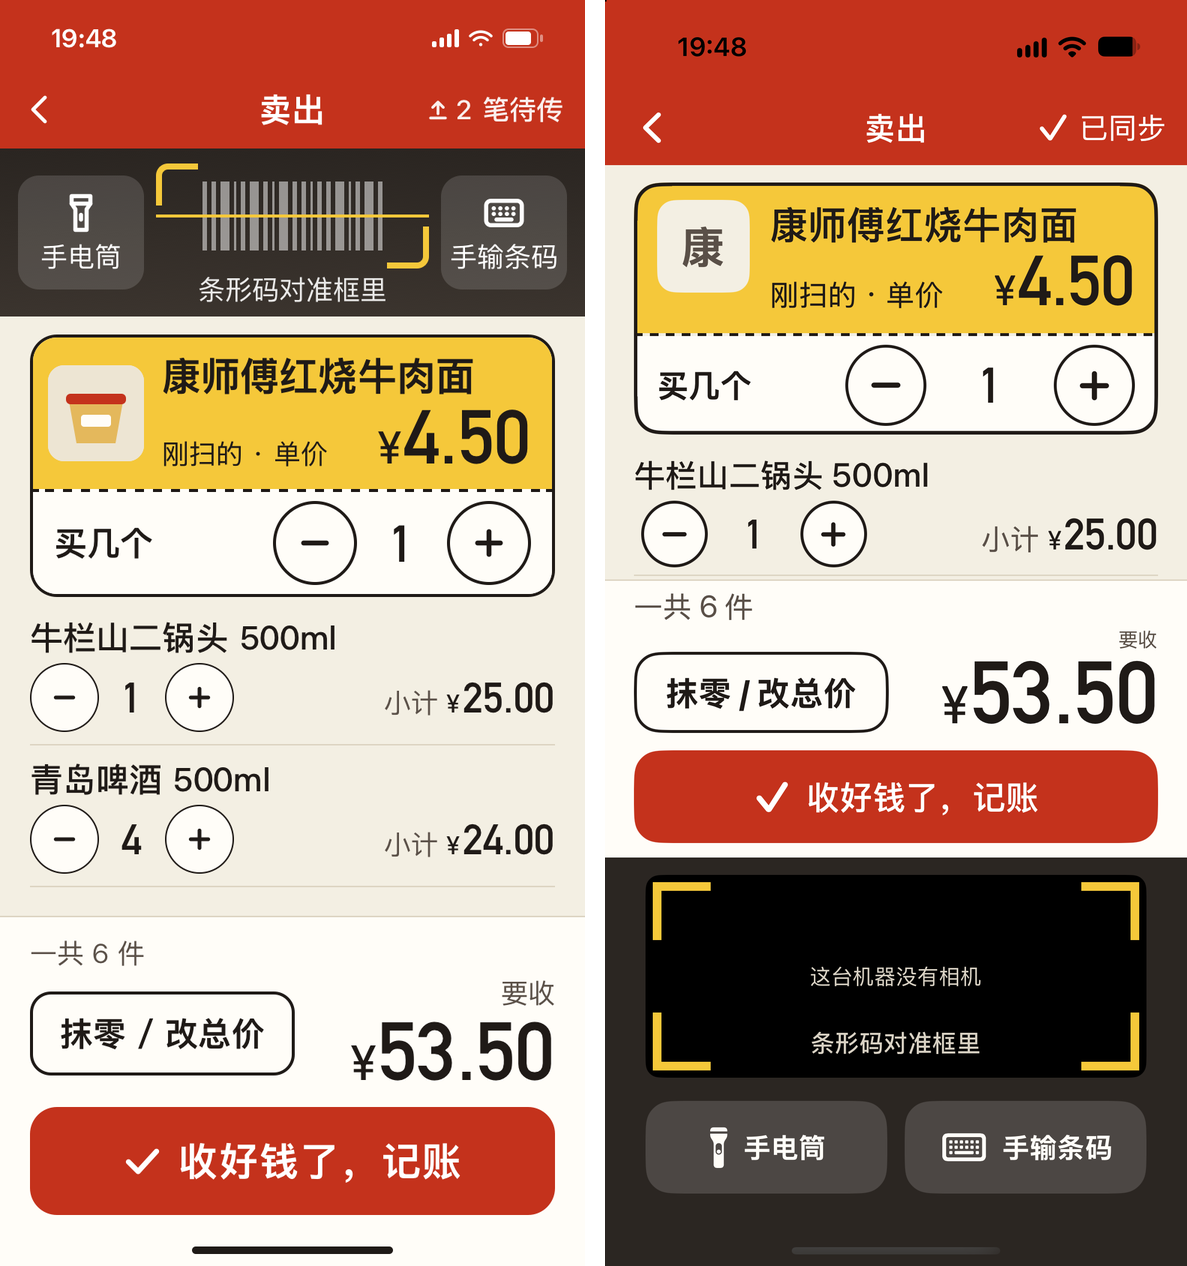 19:48
卖出
2 笔待传
手电筒
条形码对准框里
手输条码
康师傅红烧牛肉面
刚扫的 · 单价
¥4.50
买几个
1
牛栏山二锅头 500ml
1
小计 ¥25.00
青岛啤酒 500ml
4
小计 ¥24.00
一共 6 件
要收
抹零 / 改总价
¥53.50
收好钱了，记账
19:48
卖出
已同步
康
康师傅红烧牛肉面
刚扫的 · 单价
¥4.50
买几个
1
牛栏山二锅头 500ml
1
小计 ¥25.00
一共 6 件
要收
抹零 / 改总价
¥53.50
收好钱了，记账
这台机器没有相机
条形码对准框里
手电筒
手输条码